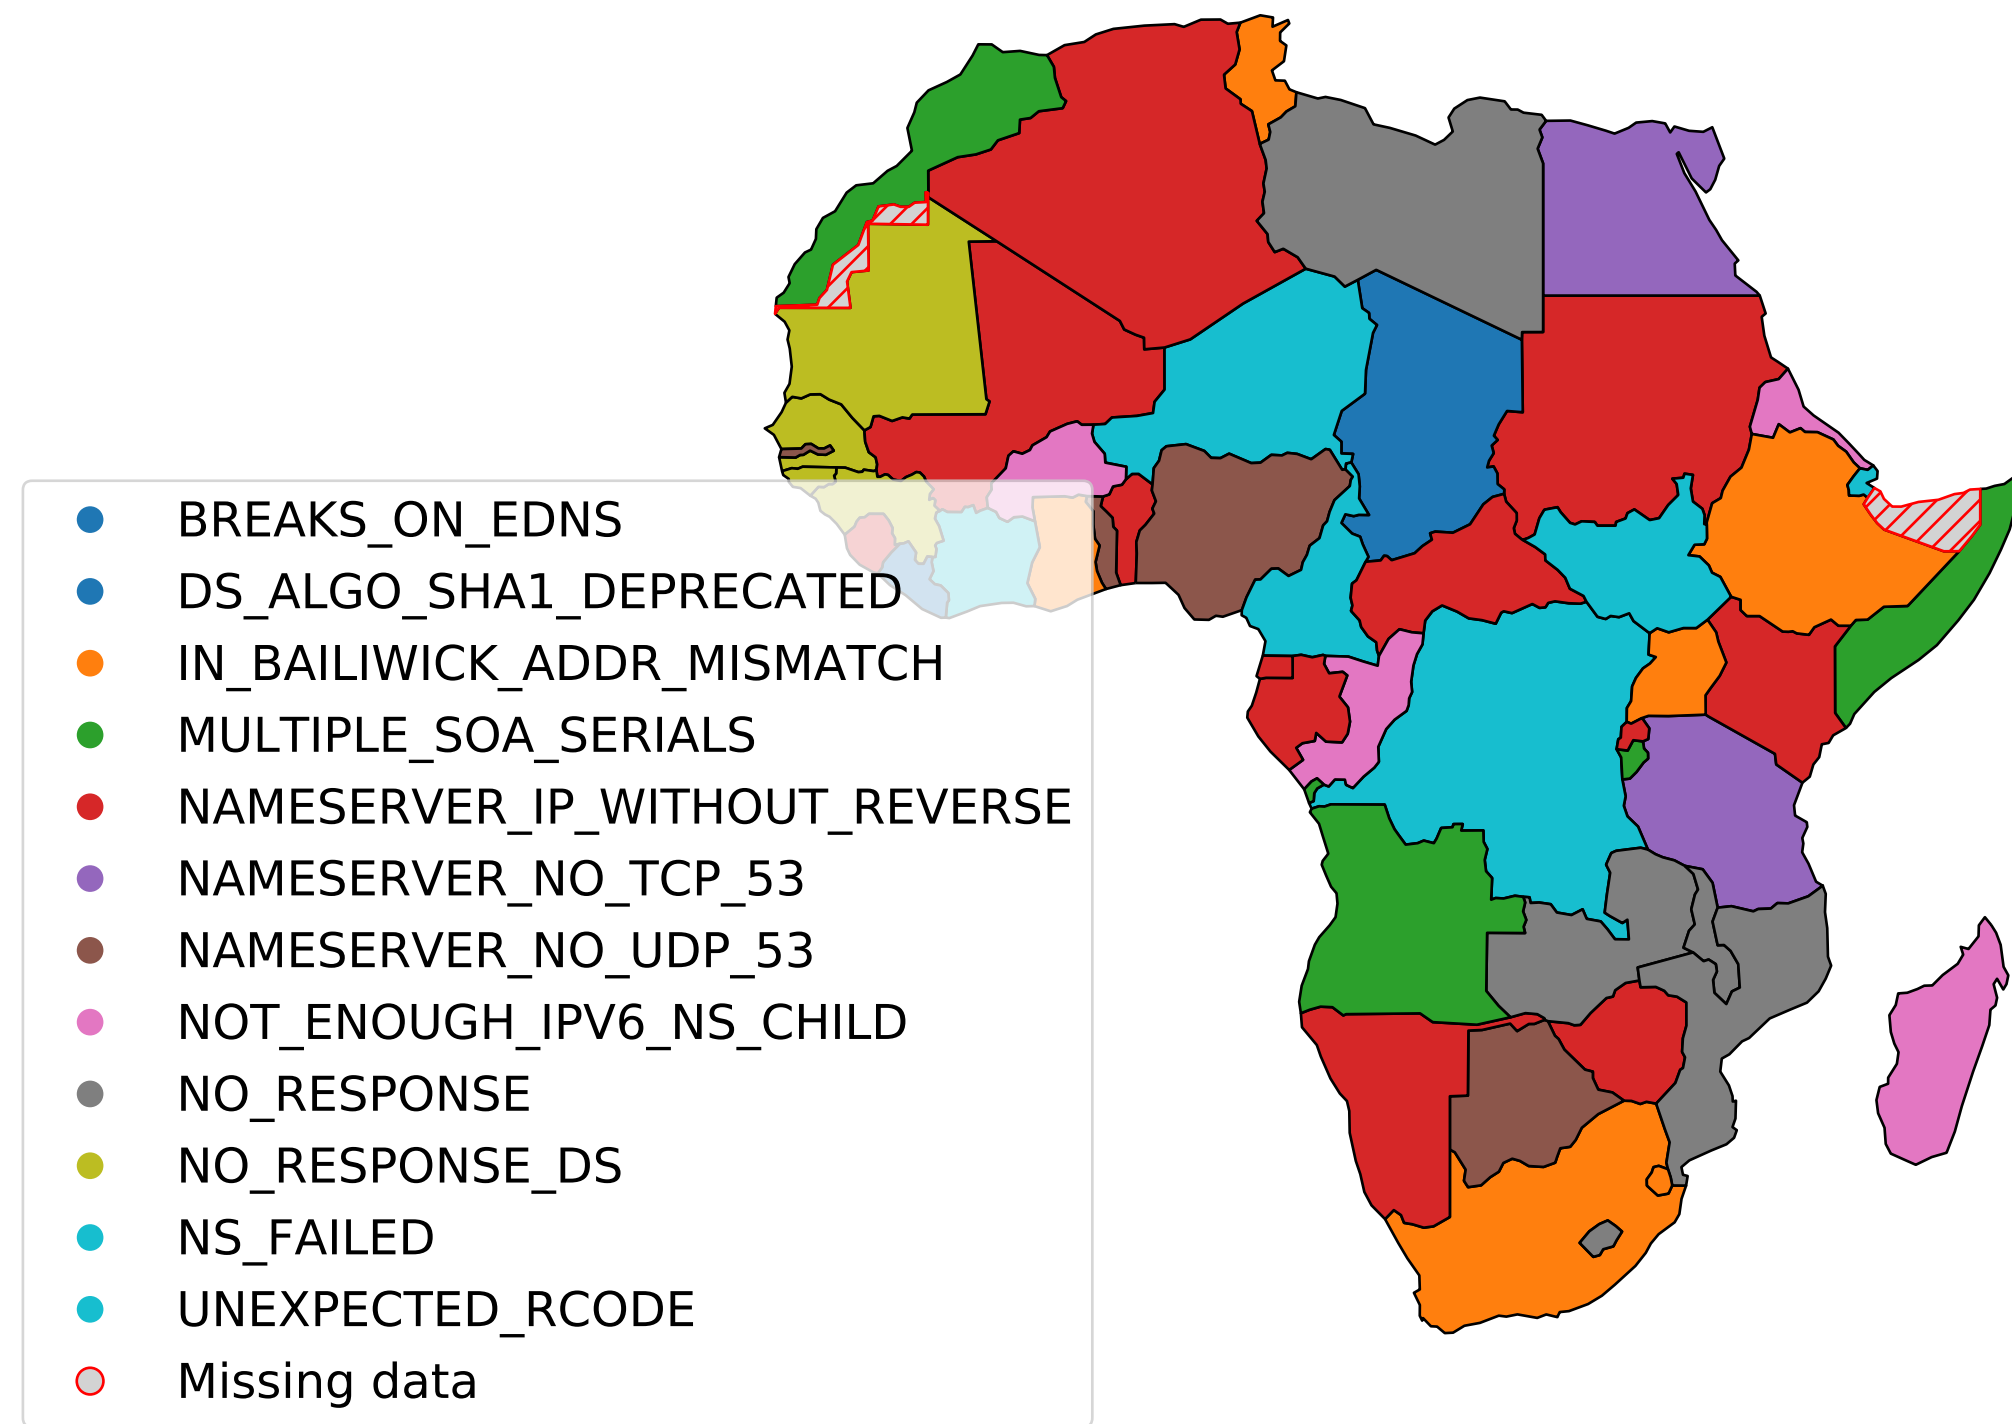 BREAKS_ON_EDNS
DS_ALGO_SHA1_DEPRECATED
IN_BAILIWICK_ADDR_MISMATCH
MULTIPLE_SOA_SERIALS
NAMESERVER_IP_WITHOUT_REVERSE
NAMESERVER_NO_TCP_53
NAMESERVER_NO_UDP_53
NOT_ENOUGH_IPV6_NS_CHILD
NO_RESPONSE
NO_RESPONSE_DS
NS_FAILED
UNEXPECTED_RCODE
Missing data